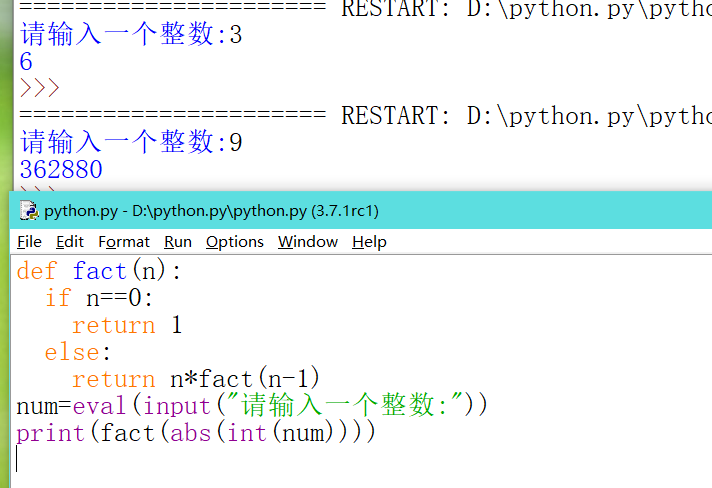 ===================== RESTART: D:\python.py\pytho
请输入一个整数:3
6
>>>
===================== RESTART: D:\python.py\pytho
请输入一个整数:9
362880
>>>
python.py - D:\python.py\python.py (3.7.1rc1)
File Edit Format Run Options Window Help
def fact(n):
  if n==0:
    return 1
  else:
    return n*fact(n-1)
num=eval(input("请输入一个整数:"))
print(fact(abs(int(num))))